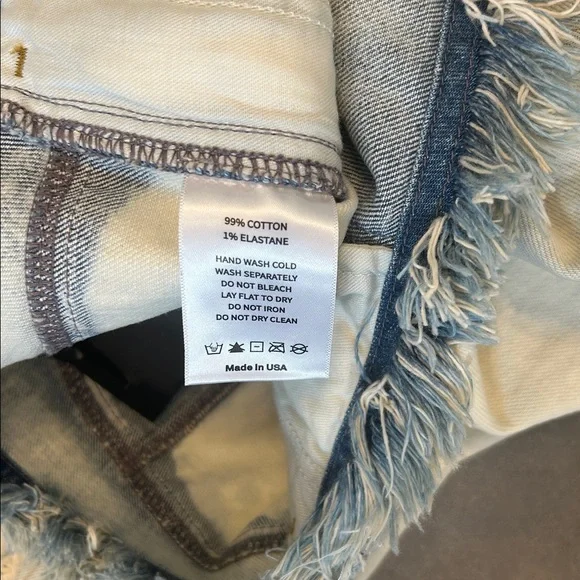 99% COTTON
1% ELASTANE
HAND WASH COLD
WASH SEPARATELY
DO NOT BLEACH
LAY FLAT TO DRY
DO NOT IRON
DO NOT DRY CLEAN
Made in USA